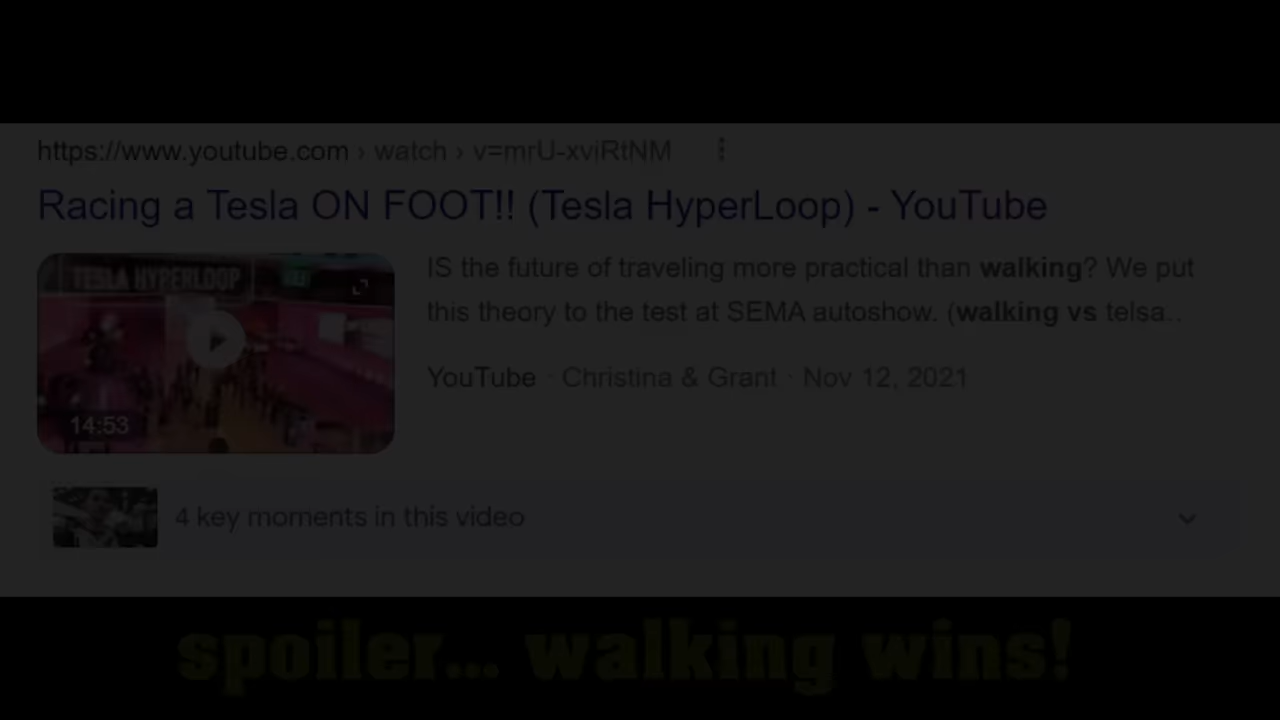 https://www.youtube.com › watch › v=mrU-xviRtNM
Racing a Tesla ON FOOT!! (Tesla HyperLoop) - YouTube
TESLA HYPERLOOP
IS the future of traveling more practical than walking? We put
this theory to the test at SEMA autoshow. (walking vs telsa..
YouTube · Christina & Grant · Nov 12, 2021
14:53
4 key moments in this video
spoiler... walking wins!